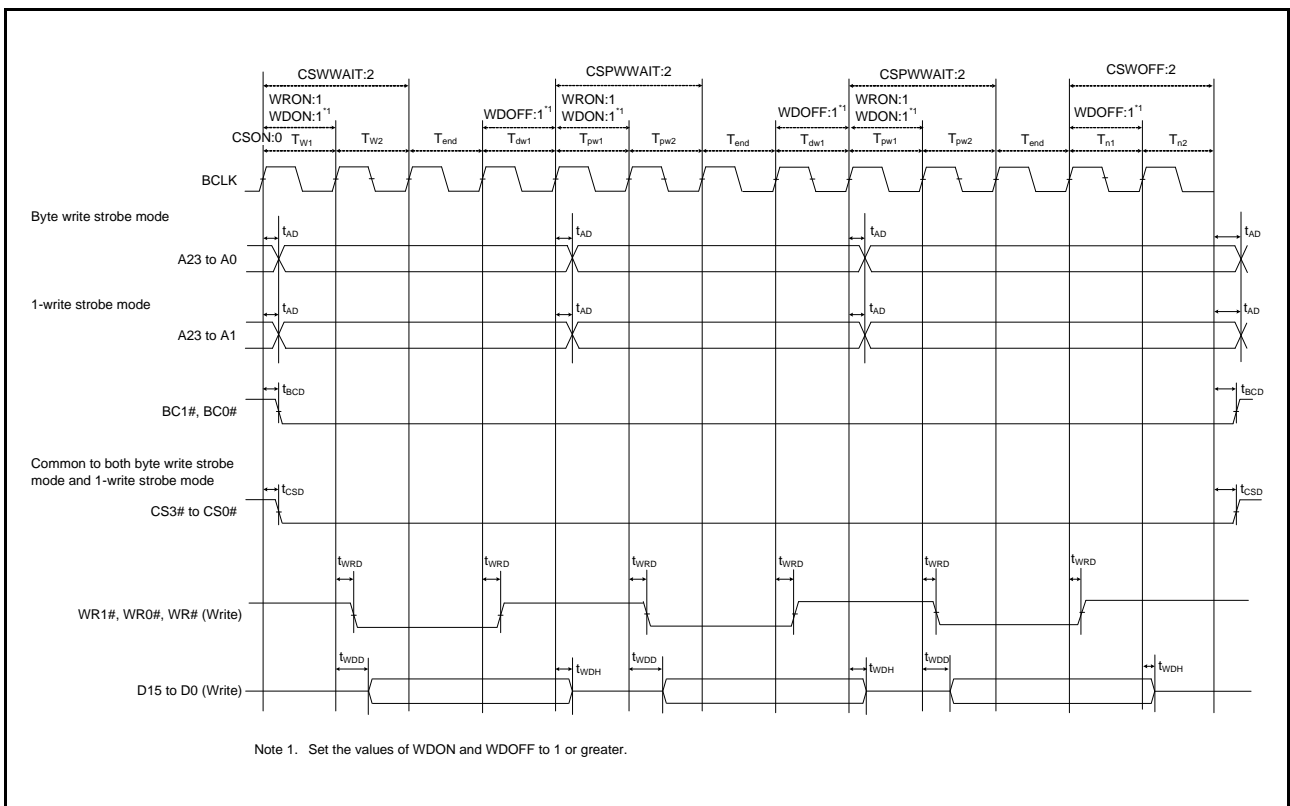 CSWWAIT:2 CSPWWAIT:2 CSPWWAIT:2 CSWOFF:2
WRON:1 WRON:1 WRON:1
WDON:1*1 WDOFF:1*1 WDON:1*1 WDOFF:1*1 WDON:1*1 WDOFF:1*1
CSON:0 TW1 TW2 Tend Tdw1 Tpw1 Tpw2 Tend Tdw1 Tpw1 Tpw2 Tend Tn1 Tn2
BCLK
Byte write strobe mode
tAD tAD tAD tAD
A23 to A0
1-write strobe mode
tAD tAD tAD tAD
A23 to A1
tBCD tBCD
BC1#, BC0#
Common to both byte write strobe
mode and 1-write strobe mode
tCSD tCSD
CS3# to CS0#
tWRD tWRD tWRD tWRD tWRD tWRD
WR1#, WR0#, WR# (Write)
tWDD tWDH tWDD tWDH tWDD tWDH
D15 to D0 (Write)
Note 1. Set the values of WDON and WDOFF to 1 or greater.